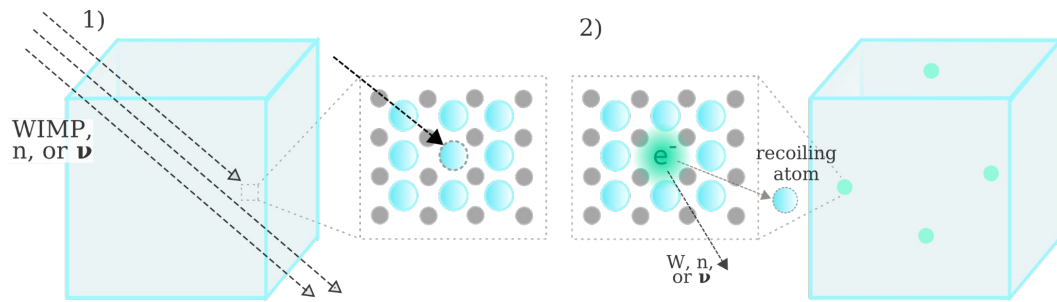 1)
WIMP,
n, or ν
2)
e⁻
recoiling
atom
W, n,
or ν